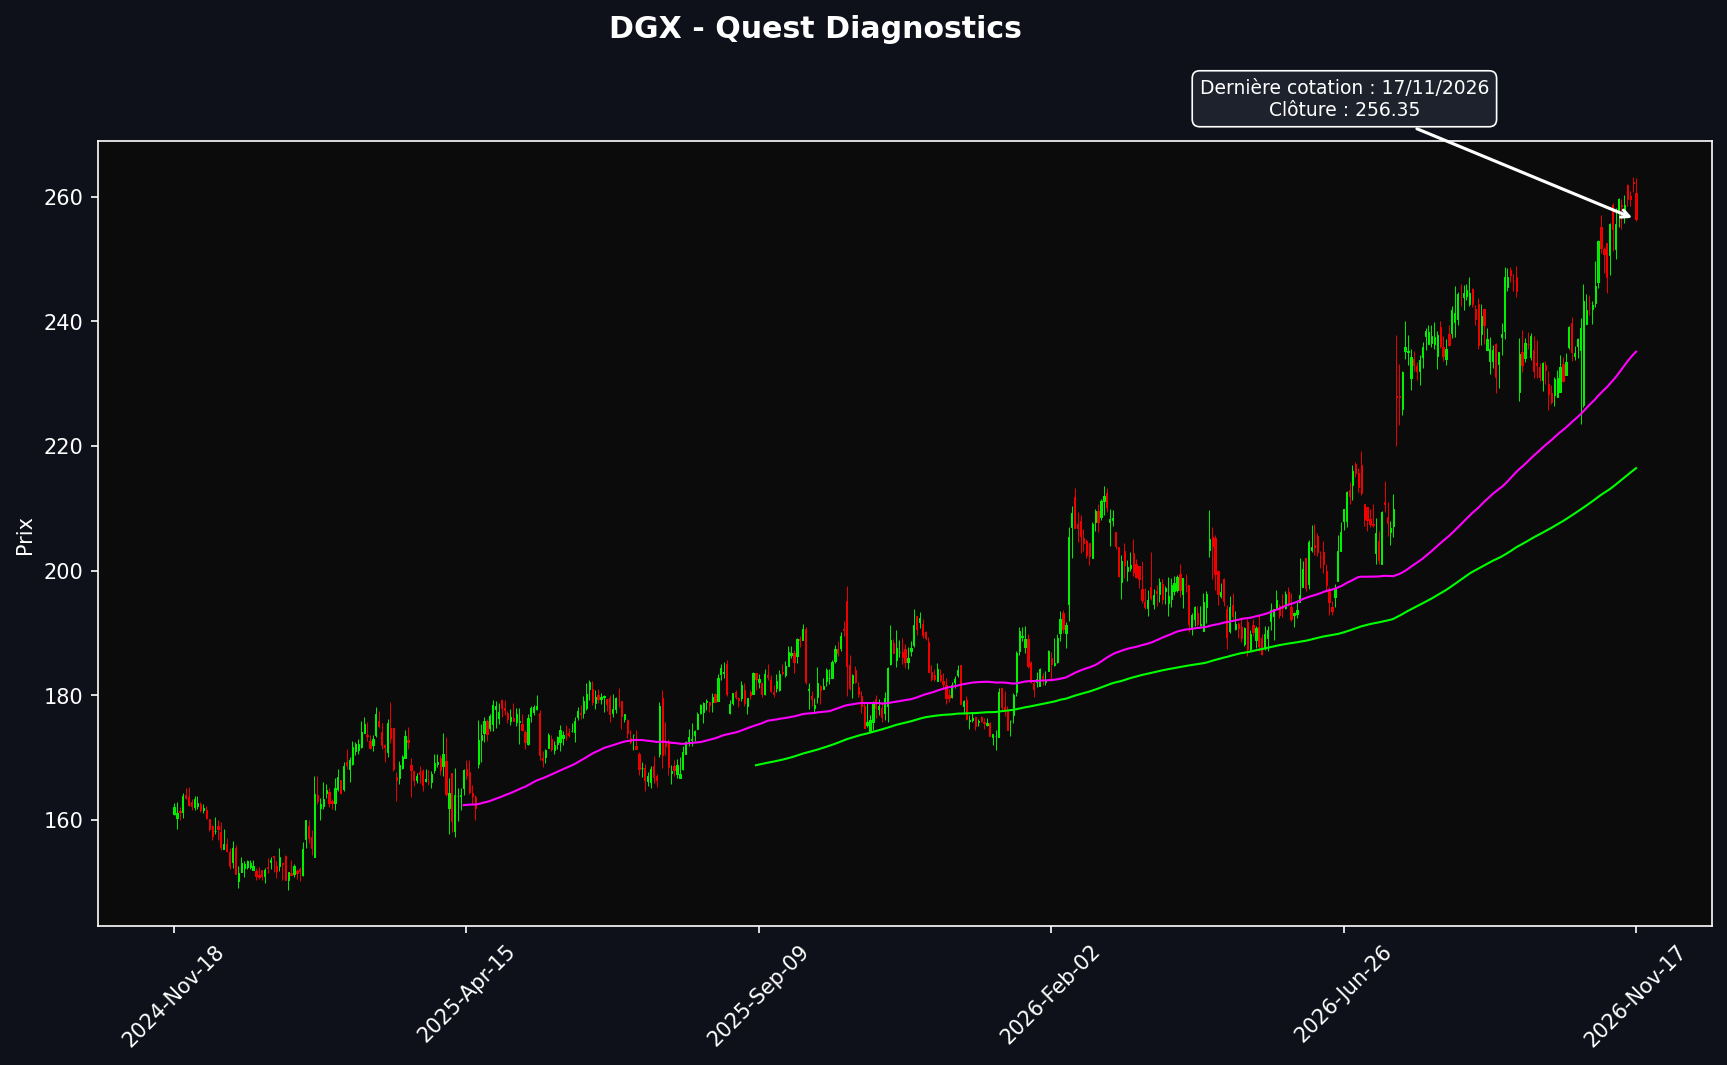 DGX - Quest Diagnostics
Dernière cotation : 17/11/2026
Clôture : 256.35
Prix
260
240
220
200
180
160
2024-Nov-18
2025-Apr-15
2025-Sep-09
2026-Feb-02
2026-Jun-26
2026-Nov-17